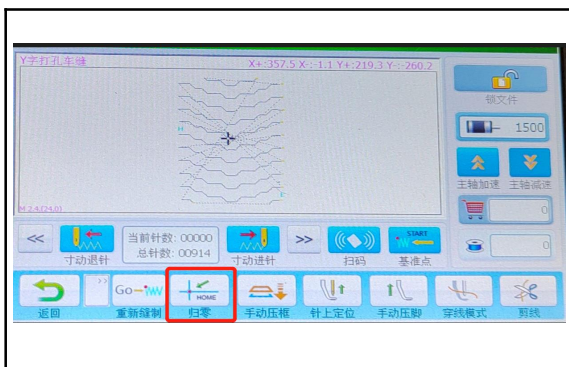 Y字打孔车缝
X+:357.5 X-:-1.1 Y+:219.3 Y-:-260.2
锁文件
1500
主轴加速 主轴减速
M 2.4,(24,0)
0
<<
寸动退针
当前针数: 00000
总针数: 00914
寸动进针
>>
扫码
START
基准点
0
返回
>>
Go
重新缝制
HOME
归零
手动压框
针上定位
手动压脚
穿线模式
剪线